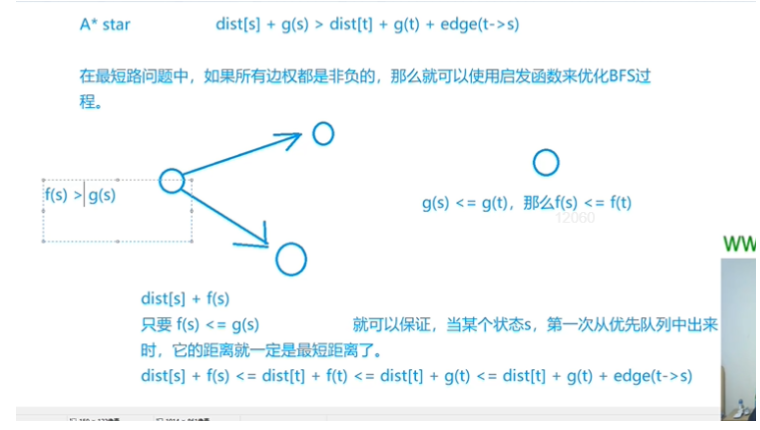 A* star dist[s] + g(s) > dist[t] + g(t) + edge(t->s)
在最短路问题中，如果所有边权都是非负的，那么就可以使用启发函数来优化BFS过
程。
f(s) > g(s)
g(s) <= g(t)，那么f(s) <= f(t)
12060
WW
dist[s] + f(s)
只要 f(s) <= g(s) 就可以保证，当某个状态s，第一次从优先队列中出来
时，它的距离就一定是最短距离了。
dist[s] + f(s) <= dist[t] + f(t) <= dist[t] + g(t) <= dist[t] + g(t) + edge(t->s)